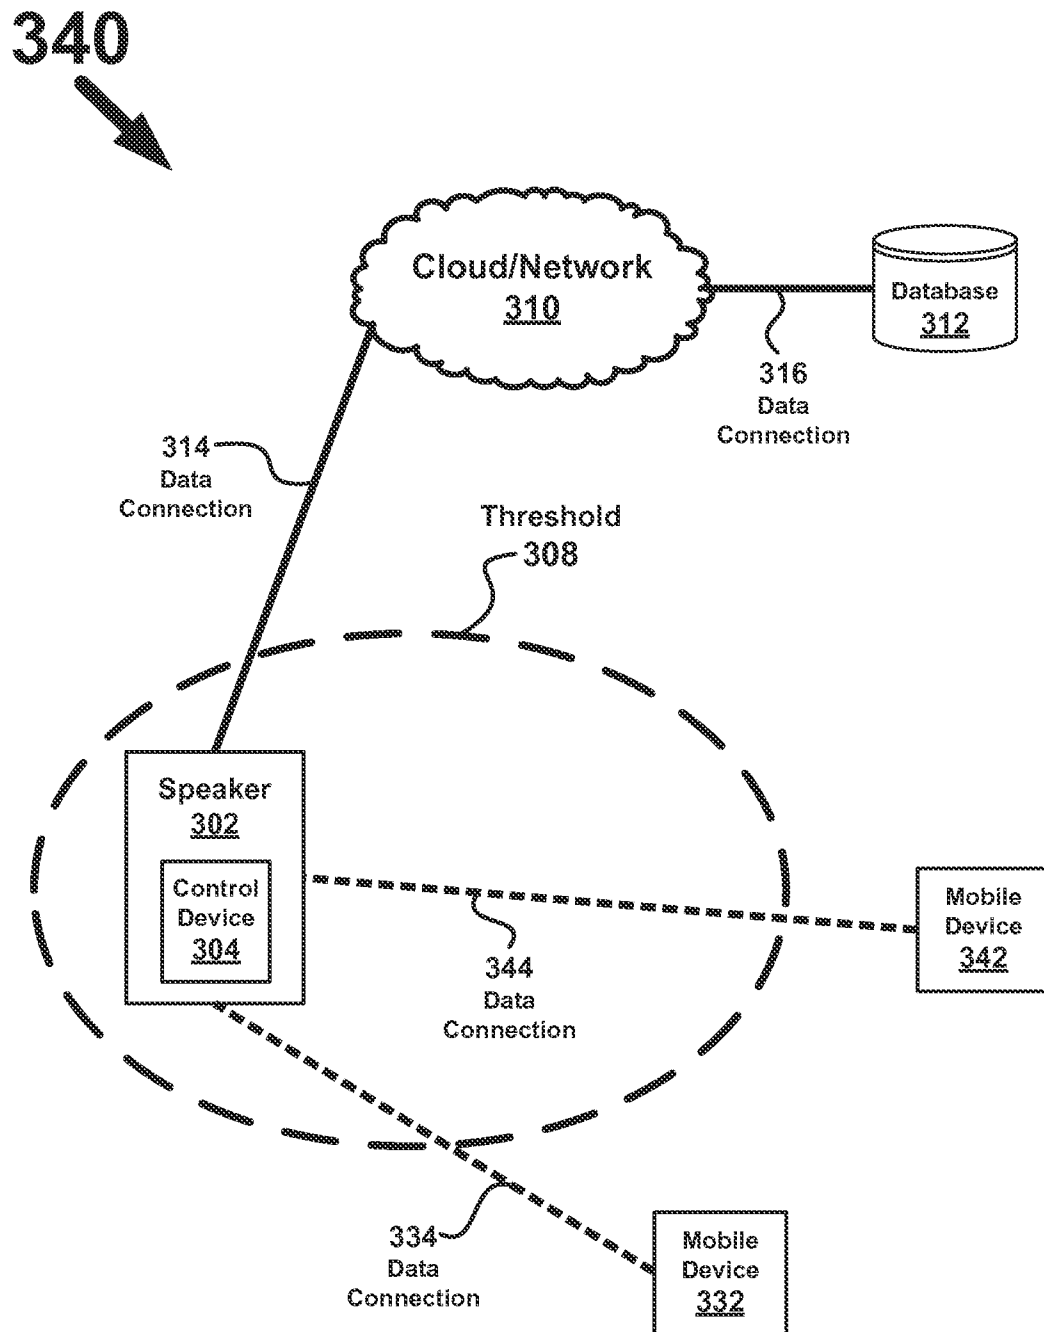 340
Cloud/Network
310
Database
312
316
Data
Connection
314
Data
Connection
Threshold
308
Speaker
302
Control
Device
304
344
Data
Connection
Mobile
Device
342
334
Data
Connection
Mobile
Device
332